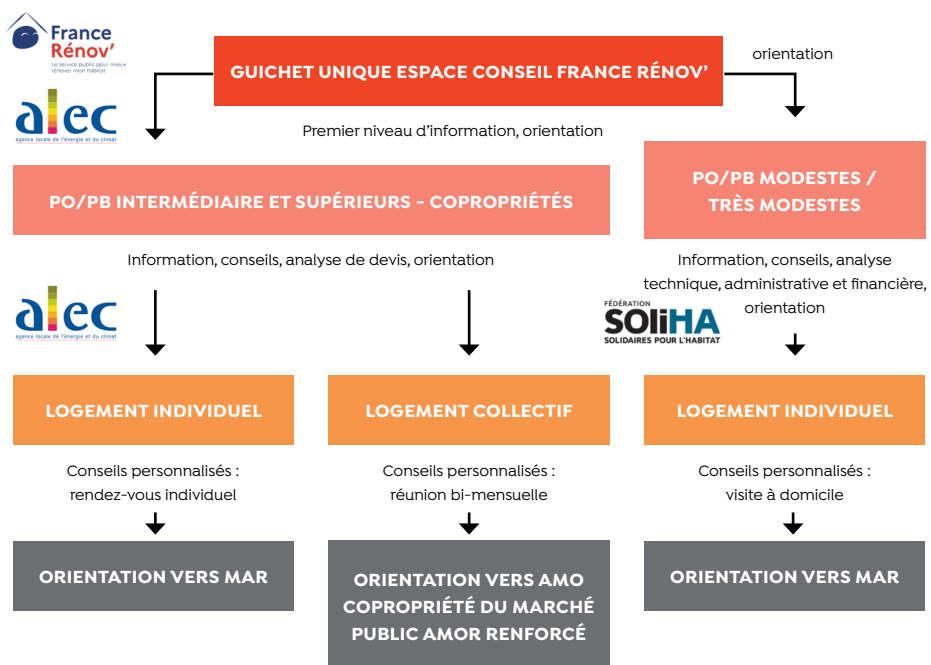 France
Rénov'
Le service public pour mieux
rénover mon habitat
GUICHET UNIQUE ESPACE CONSEIL FRANCE RÉNOV'
orientation
alec
agence locale de l'énergie et du climat
Premier niveau d'information, orientation
PO/PB INTERMÉDIAIRE ET SUPÉRIEURS - COPROPRIÉTÉS
PO/PB MODESTES /
TRÈS MODESTES
Information, conseils, analyse de devis, orientation
Information, conseils, analyse
technique, administrative et financière,
orientation
alec
agence locale de l'énergie et du climat
FÉDÉRATION
SOLiHA
SOLIDAIRES POUR L'HABITAT
LOGEMENT INDIVIDUEL
LOGEMENT COLLECTIF
LOGEMENT INDIVIDUEL
Conseils personnalisés :
rendez-vous individuel
Conseils personnalisés :
réunion bi-mensuelle
Conseils personnalisés :
visite à domicile
ORIENTATION VERS MAR
ORIENTATION VERS AMO
COPROPRIÉTÉ DU MARCHÉ
PUBLIC AMOR RENFORCÉ
ORIENTATION VERS MAR